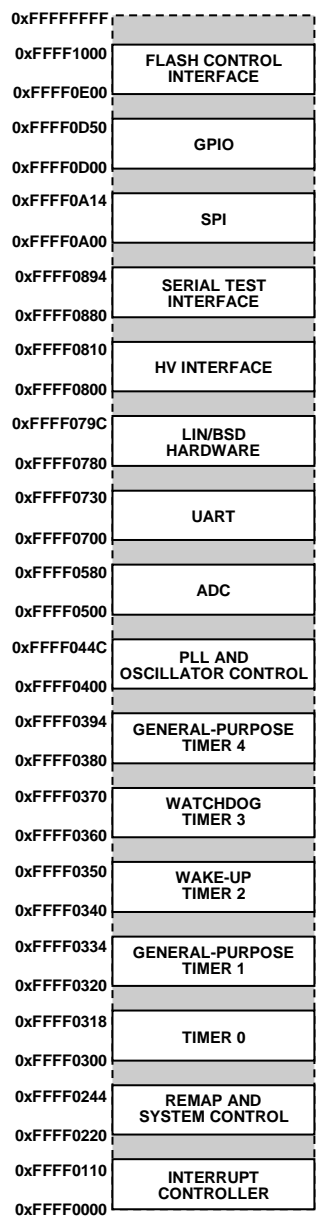 0xFFFFFFFF
0xFFFF1000
FLASH CONTROL
INTERFACE
0xFFFF0E00
0xFFFF0D50
GPIO
0xFFFF0D00
0xFFFF0A14
SPI
0xFFFF0A00
0xFFFF0894
SERIAL TEST
INTERFACE
0xFFFF0880
0xFFFF0810
HV INTERFACE
0xFFFF0800
0xFFFF079C
LIN/BSD
HARDWARE
0xFFFF0780
0xFFFF0730
UART
0xFFFF0700
0xFFFF0580
ADC
0xFFFF0500
0xFFFF044C
PLL AND
OSCILLATOR CONTROL
0xFFFF0400
0xFFFF0394
GENERAL-PURPOSE
TIMER 4
0xFFFF0380
0xFFFF0370
WATCHDOG
TIMER 3
0xFFFF0360
0xFFFF0350
WAKE-UP
TIMER 2
0xFFFF0340
0xFFFF0334
GENERAL-PURPOSE
TIMER 1
0xFFFF0320
0xFFFF0318
TIMER 0
0xFFFF0300
0xFFFF0244
REMAP AND
SYSTEM CONTROL
0xFFFF0220
0xFFFF0110
INTERRUPT
CONTROLLER
0xFFFF0000